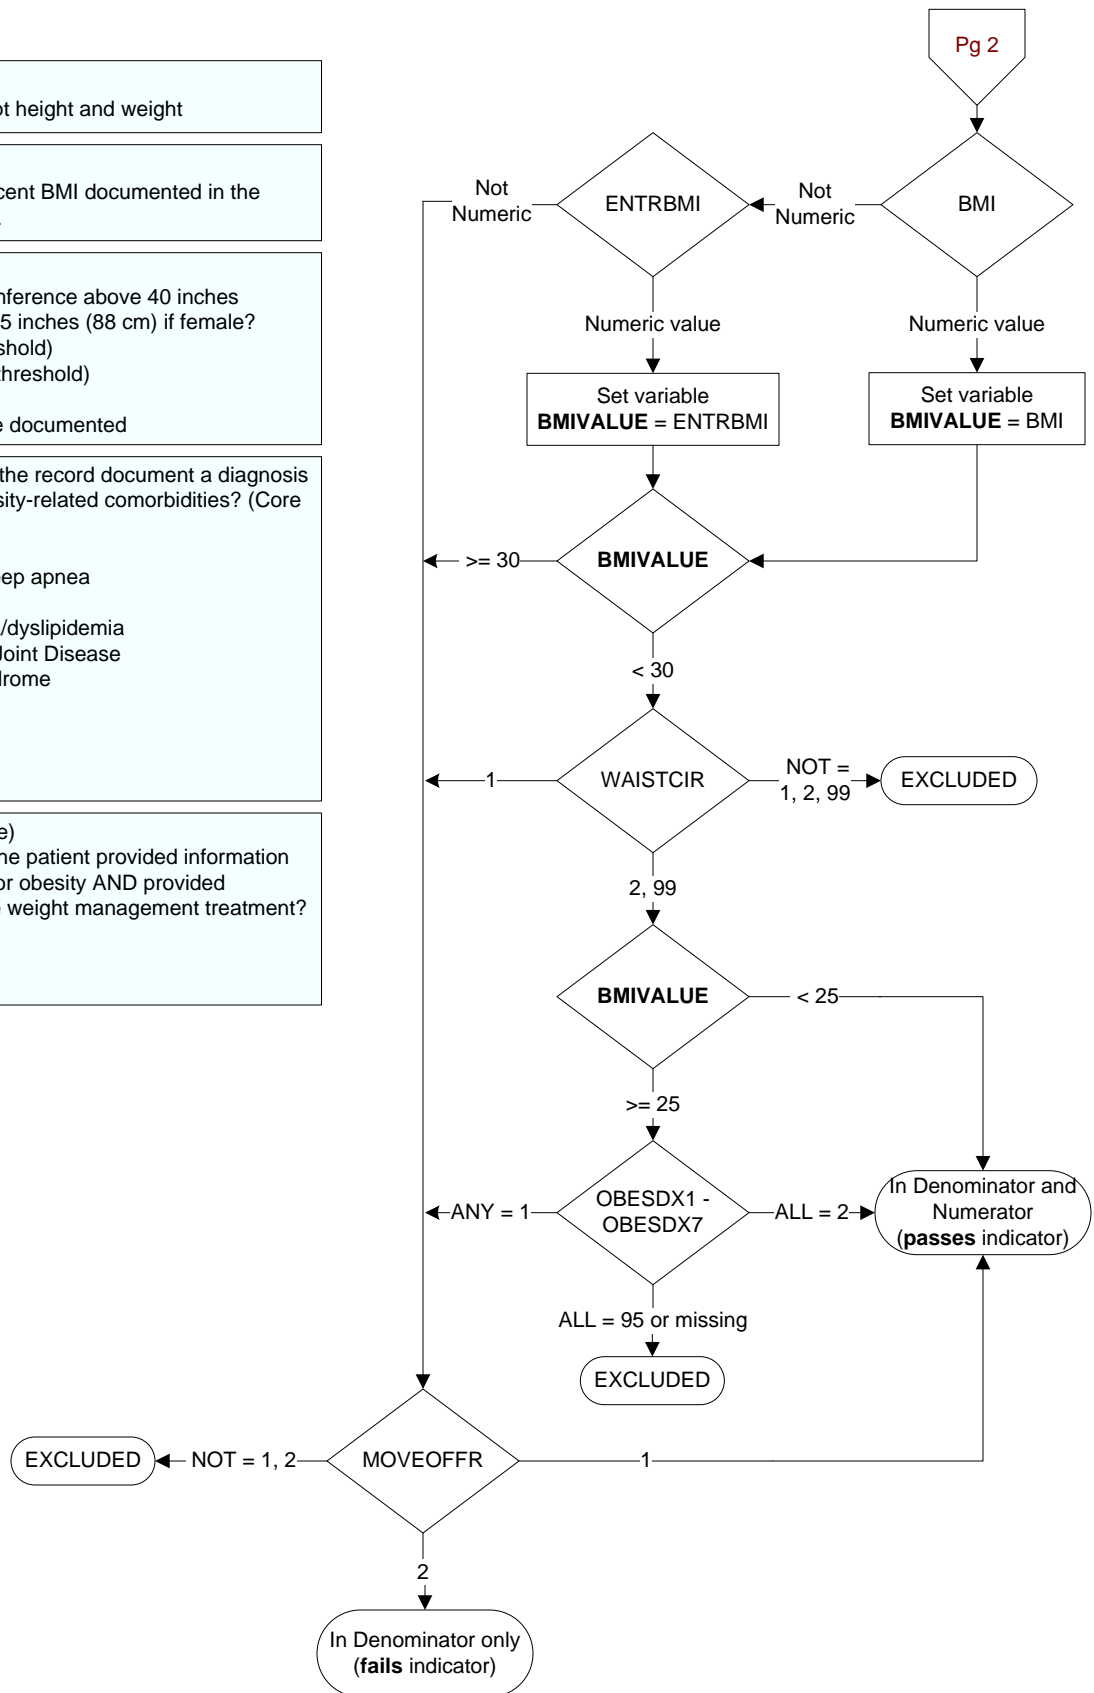 Pg 2
ot height and weight
cent BMI documented in the
nference above 40 inches
5 inches (88 cm) if female?
shold)
threshold)
e documented
the record document a diagnosis
sity-related comorbidities? (Core
ep apnea
/dyslipidemia
Joint Disease
drome
e)
he patient provided information
or obesity AND provided
e weight management treatment?
BMI
Not
Numeric
ENTRBMI
Not
Numeric
Numeric value
Numeric value
Set variable
BMIVALUE = ENTRBMI
Set variable
BMIVALUE = BMI
>= 30
BMIVALUE
< 30
1
WAISTCIR
NOT =
1, 2, 99
EXCLUDED
2, 99
BMIVALUE
< 25
>= 25
ANY = 1
OBESDX1 -
OBESDX7
ALL = 2
In Denominator and
Numerator
(passes indicator)
ALL = 95 or missing
EXCLUDED
EXCLUDED
NOT = 1, 2
MOVEOFFR
1
2
In Denominator only
(fails indicator)